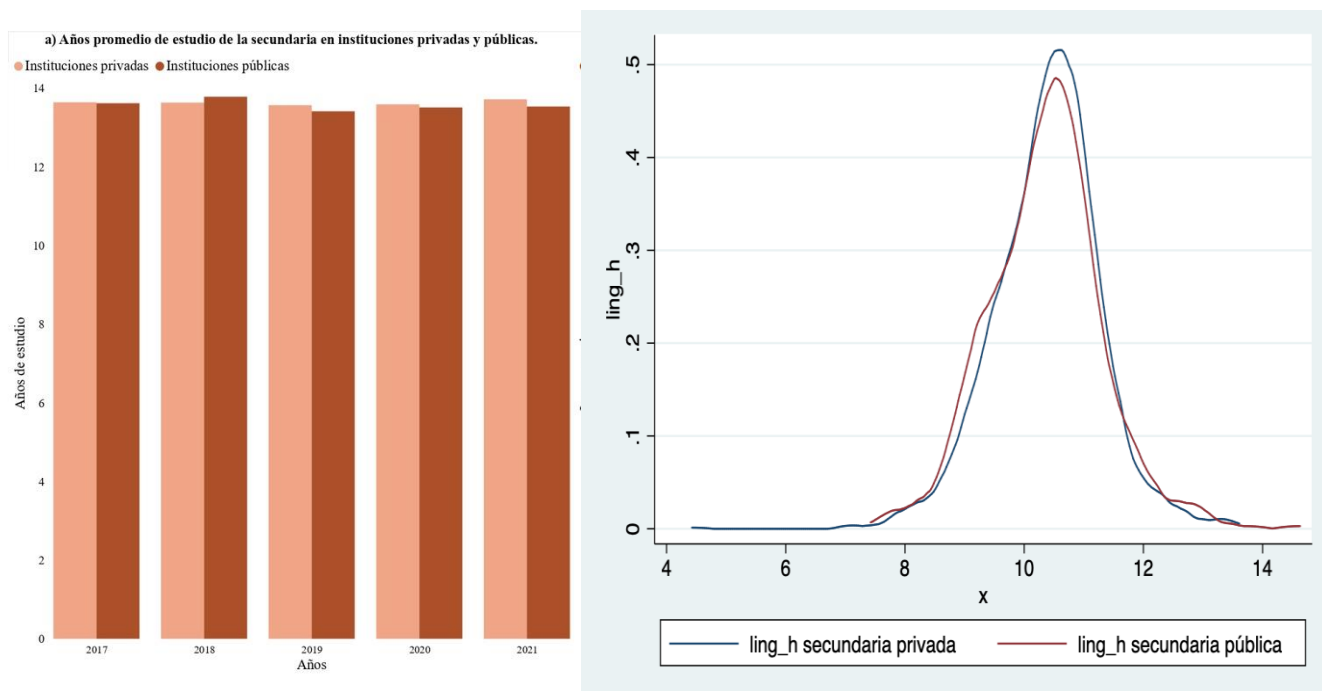 a) Años promedio de estudio de la secundaria en instituciones privadas y públicas.
Instituciones privadas Instituciones públicas
14
12
10
8
6
4
2
0
Años de estudio
2017 2018 2019 2020 2021
Años
.5
.4
.3
.2
.1
0
ling_h
4 6 8 10 12 14
x
ling_h secundaria privada ling_h secundaria pública